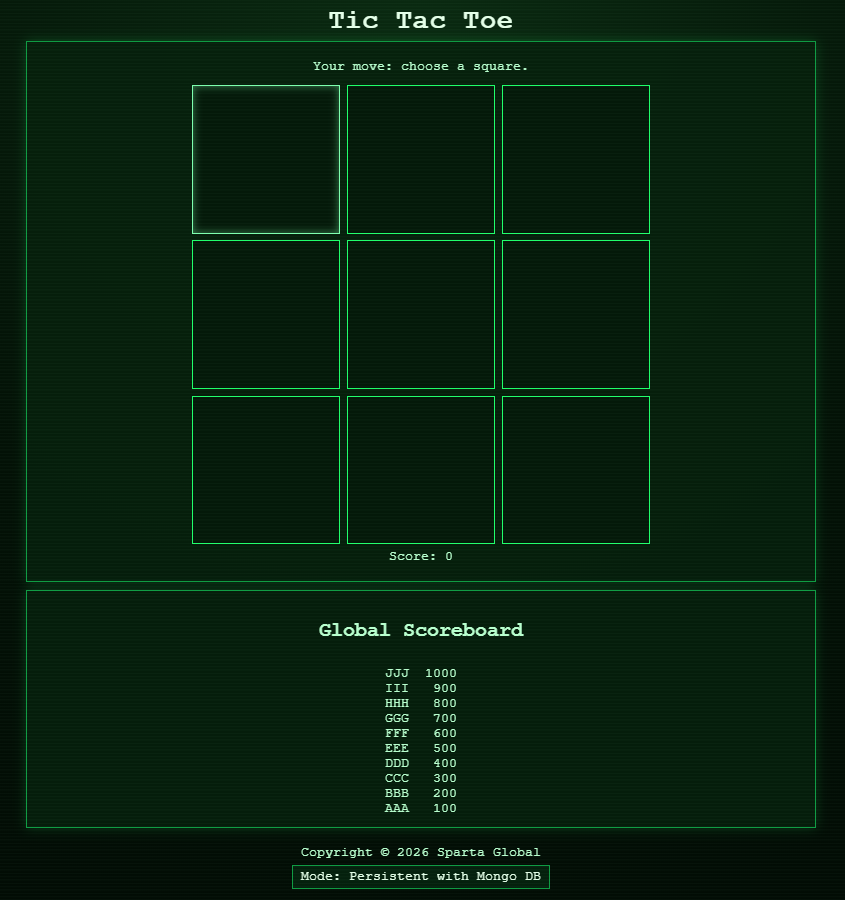 Tic Tac Toe
Your move: choose a square.
Score: 0
Global Scoreboard
JJJ  1000
III   900
HHH   800
GGG   700
FFF   600
EEE   500
DDD   400
CCC   300
BBB   200
AAA   100
Copyright © 2026 Sparta Global
Mode: Persistent with Mongo DB